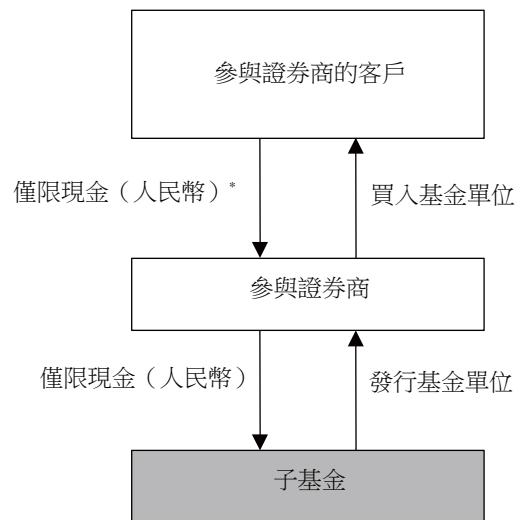 參與證券商的客戶
僅限現金（人民幣）*
買入基金單位
參與證券商
僅限現金（人民幣）
發行基金單位
子基金